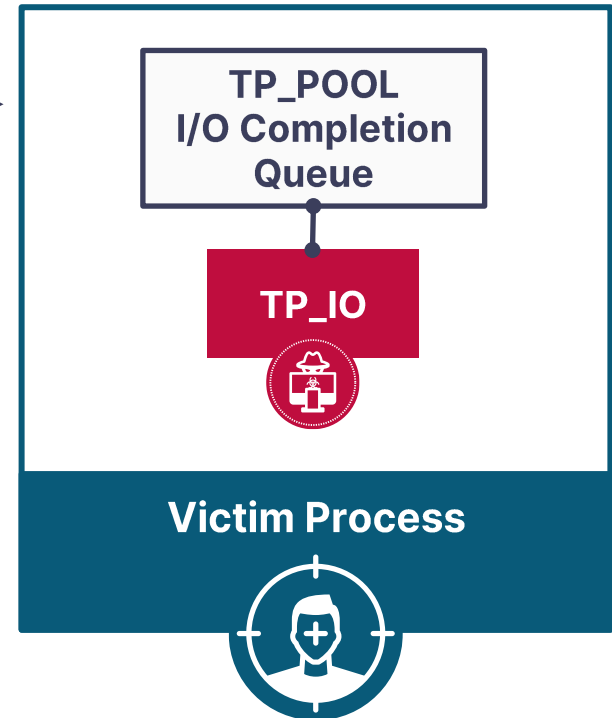 TP_POOL
I/O Completion
Queue
TP_IO
Victim Process